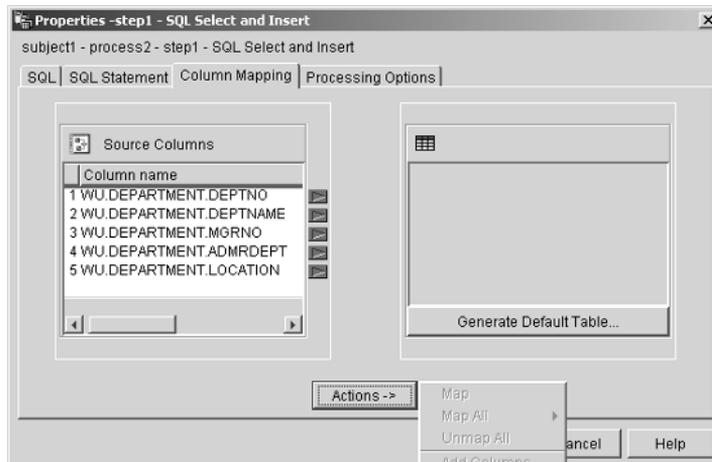 Properties -step1 - SQL Select and Insert
subject1 - process2 - step1 - SQL Select and Insert
SQL SQL Statement Column Mapping Processing Options
Source Columns
Column name
1 WU.DEPARTMENT.DEPTNO
2 WU.DEPARTMENT.DEPTNAME
3 WU.DEPARTMENT.MGRNO
4 WU.DEPARTMENT.ADMRDEPT
5 WU.DEPARTMENT.LOCATION
Generate Default Table...
Actions ->
Map
Map All
Unmap All
ancel Help
Add Columns